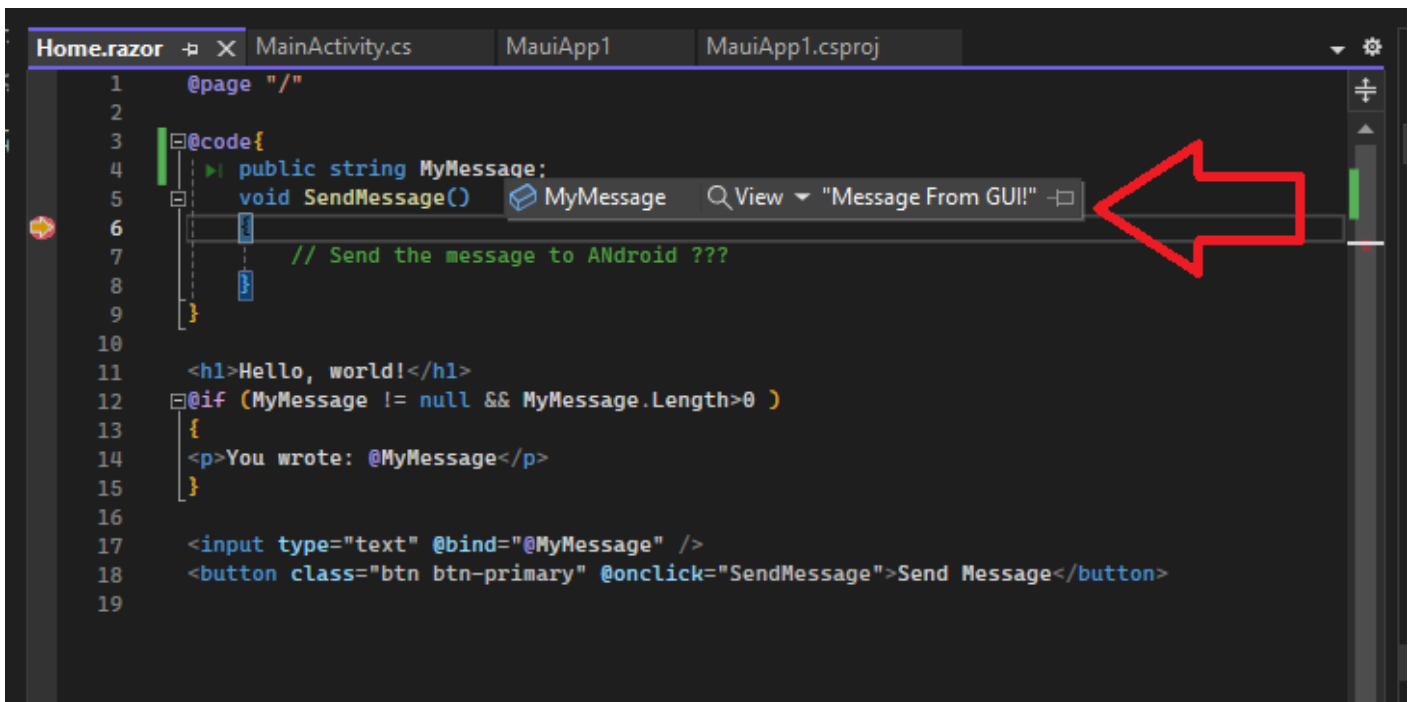 Home.razor MainActivity.cs MauiApp1 MauiApp1.csproj
1 @page "/"
2
3 @code{
4 public string MyMessage;
5 void SendMessage() MyMessage View "Message From GUI!"
6 {
7 // Send the message to ANdroid ???
8 }
9 }
10
11 <h1>Hello, world!</h1>
12 @if (MyMessage != null && MyMessage.Length>0 )
13 {
14 <p>You wrote: @MyMessage</p>
15 }
16
17 <input type="text" @bind="@MyMessage" />
18 <button class="btn btn-primary" @onclick="SendMessage">Send Message</button>
19